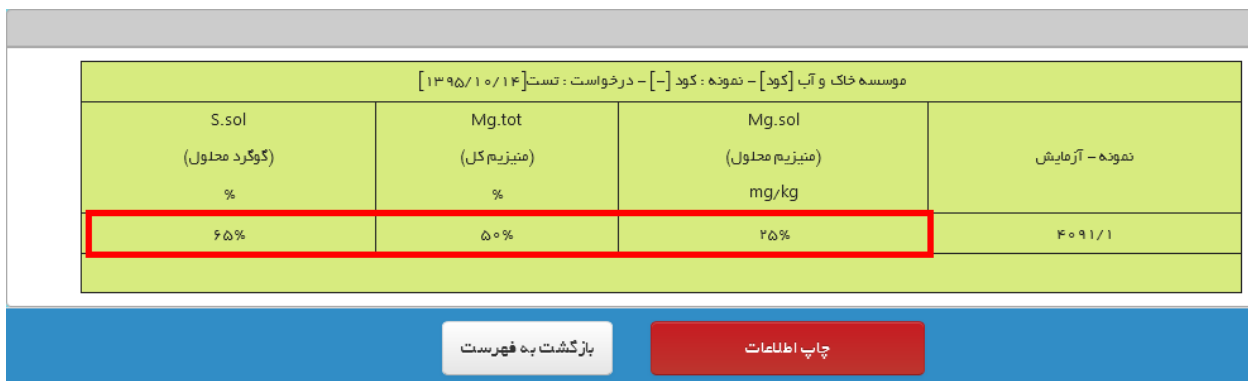 موسسه خاک و آب [کود] - نمونه : کود [-] - درخواست : تست[۱۳۹۵/۱۰/۱۴]
نمونه - آزمایش
Mg.sol
(منیزیم محلول)
mg/kg
Mg.tot
(منیزیم کل)
%
S.sol
(گوگرد محلول)
%
۴۰۹۱/۱
۲۵%
۵۰%
۶۵%
چاپ اطلاعات
بازگشت به فهرست